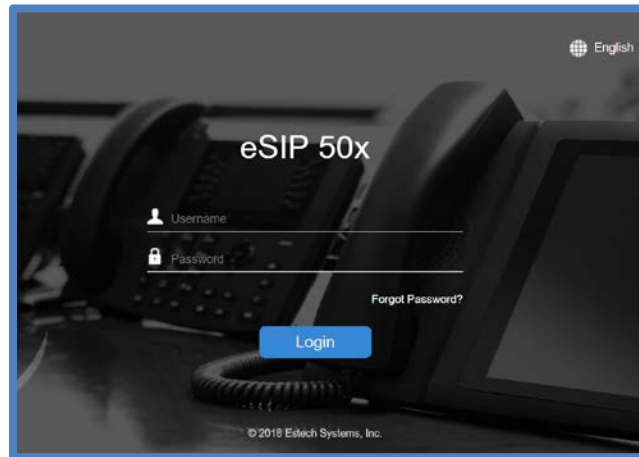 English
eSIP 50x
Username
Password
Forgot Password?
Login
© 2018 Estech Systems, Inc.